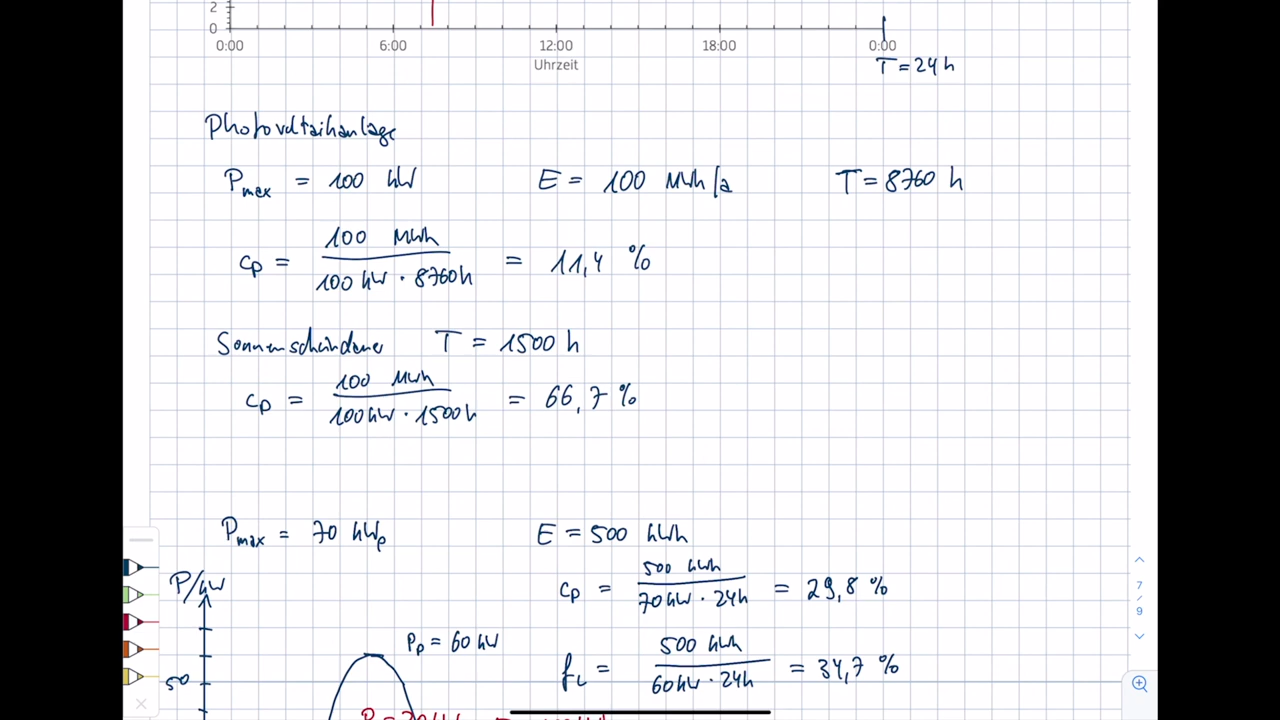 2
0
0:00 6:00 12:00 18:00 0:00
Uhrzeit
T = 24 h
Photovoltaikanlage
Pmax = 100 kW E = 100 MWh/a T = 8760 h
cp = 100 MWh / 100 kW · 8760 h = 11,4 %
Sonnenscheindauer T = 1500 h
cp = 100 MWh / 100 kW · 1500 h = 66,7 %
Pmax = 70 kWp E = 500 kWh
cp = 500 kWh / 70 kW · 24 h = 29,8 %
P/kW
Pp = 60 kW
fL = 500 kWh / 60 kW · 24 h = 34,7 %
50
7
/
9